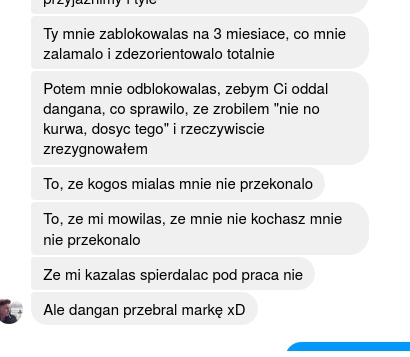 przyjaźnimy i tyle
Ty mnie zablokowalas na 3 miesiace, co mnie
zalamalo i zdezorientowalo totalnie
Potem mnie odblokowalas, zebym Ci oddal
dangana, co sprawilo, ze zrobilem "nie no
kurwa, dosyc tego" i rzeczywiscie
zrezygnowałem
To, ze kogos mialas mnie nie przekonalo
To, ze mi mowilas, ze mnie nie kochasz mnie
nie przekonalo
Ze mi kazalas spierdalac pod praca nie
Ale dangan przebral markę xD